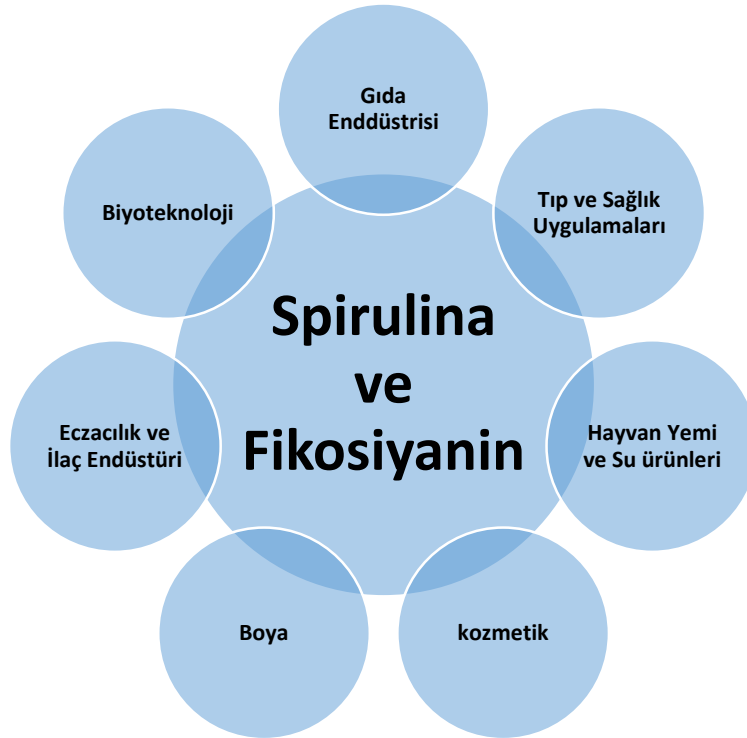 Gıda
Enddüstrisi
Tıp ve Sağlık
Uygulamaları
Biyoteknoloji
Spirulina
ve
Fikosiyanin
Eczacılık ve
İlaç Endüstüri
Hayvan Yemi
ve Su ürünleri
Boya
kozmetik